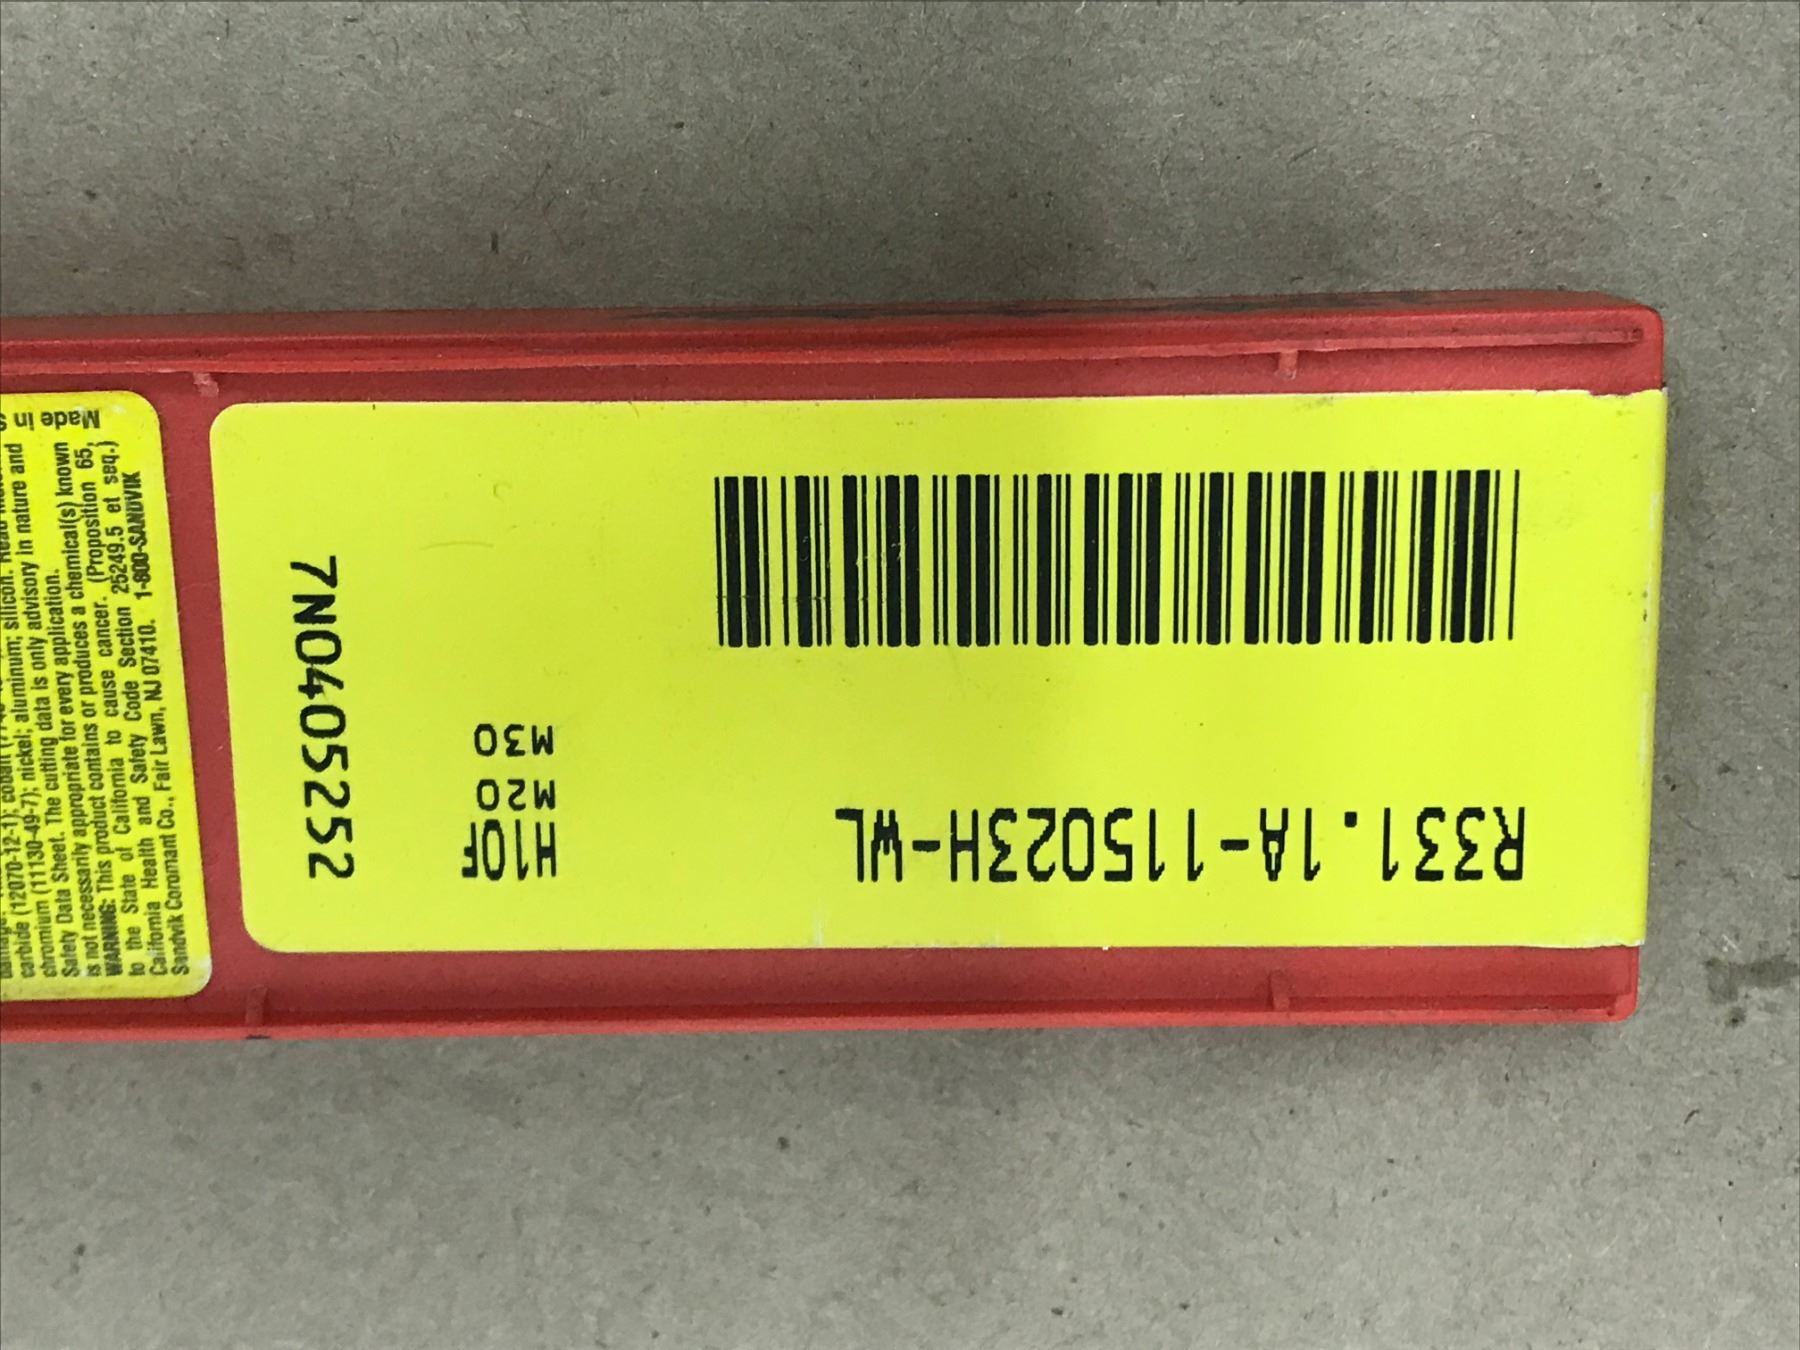 R331.1A-115023H-WL
H10F
M20
M30
7N0405252
Made in
carbide (12070-12-1); cobalt
chromium (11130-49-7); nickel; aluminum; silicon.
Safety Data Sheet. The cutting data is only advisory in nature and
is not necessarily appropriate for every application.
WARNING: This product contains or produces a chemical(s) known
to the State of California to cause cancer. (Proposition 65,
California Health and Safety Code Section 25249.5 et seq.)
Sandvik Coromant Co., Fair Lawn, NJ 07410. 1-800-SANDVIK